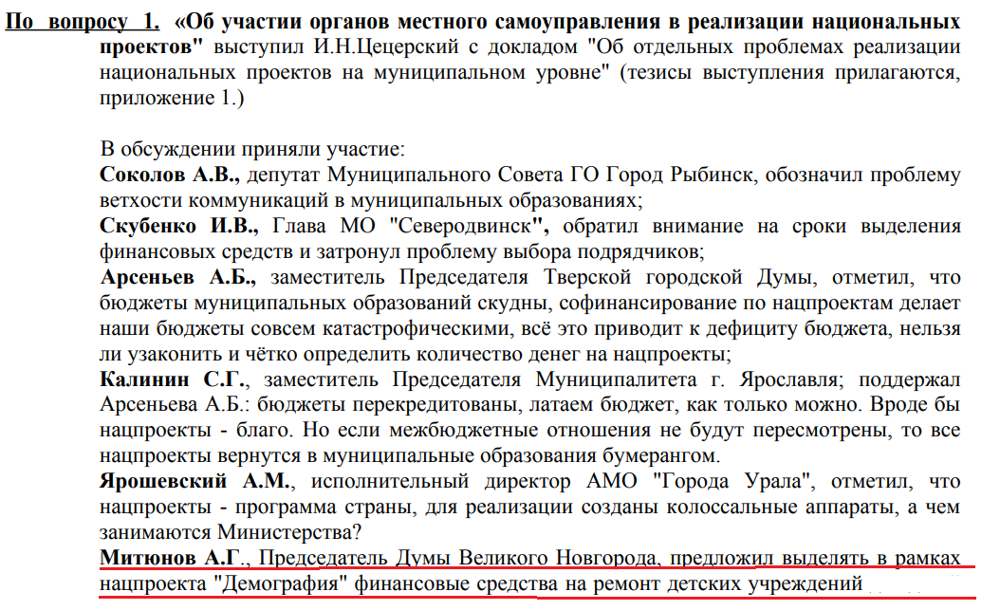 По вопросу 1. «Об участии органов местного самоуправления в реализации национальных
проектов" выступил И.Н.Цецерский с докладом "Об отдельных проблемах реализации
национальных проектов на муниципальном уровне" (тезисы выступления прилагаются,
приложение 1.)
В обсуждении приняли участие:
Соколов А.В., депутат Муниципального Совета ГО Город Рыбинск, обозначил проблему
ветхости коммуникаций в муниципальных образованиях;
Скубенко И.В., Глава МО "Северодвинск", обратил внимание на сроки выделения
финансовых средств и затронул проблему выбора подрядчиков;
Арсеньев А.Б., заместитель Председателя Тверской городской Думы, отметил, что
бюджеты муниципальных образований скудны, софинансирование по нацпроектам делает
наши бюджеты совсем катастрофическими, всё это приводит к дефициту бюджета, нельзя
ли узаконить и чётко определить количество денег на нацпроекты;
Калинин С.Г., заместитель Председателя Муниципалитета г. Ярославля; поддержал
Арсеньева А.Б.: бюджеты перекредитованы, латаем бюджет, как только можно. Вроде бы
нацпроекты - благо. Но если межбюджетные отношения не будут пересмотрены, то все
нацпроекты вернутся в муниципальные образования бумерангом.
Ярошевский А.М., исполнительный директор АМО "Города Урала", отметил, что
нацпроекты - программа страны, для реализации созданы колоссальные аппараты, а чем
занимаются Министерства?
Митюнов А.Г., Председатель Думы Великого Новгорода, предложил выделять в рамках
нацпроекта "Демография" финансовые средства на ремонт детских учреждений